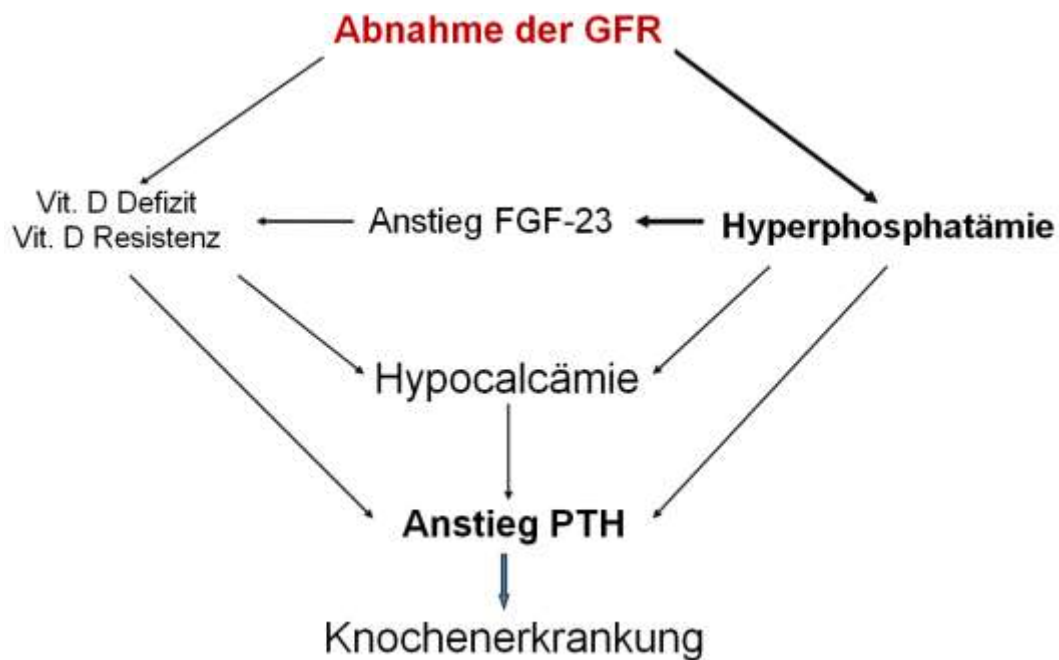 Abnahme der GFR
Vit. D Defizit
Vit. D Resistenz
Anstieg FGF-23
Hyperphosphatämie
Hypocalcämie
Anstieg PTH
Knochenerkrankung